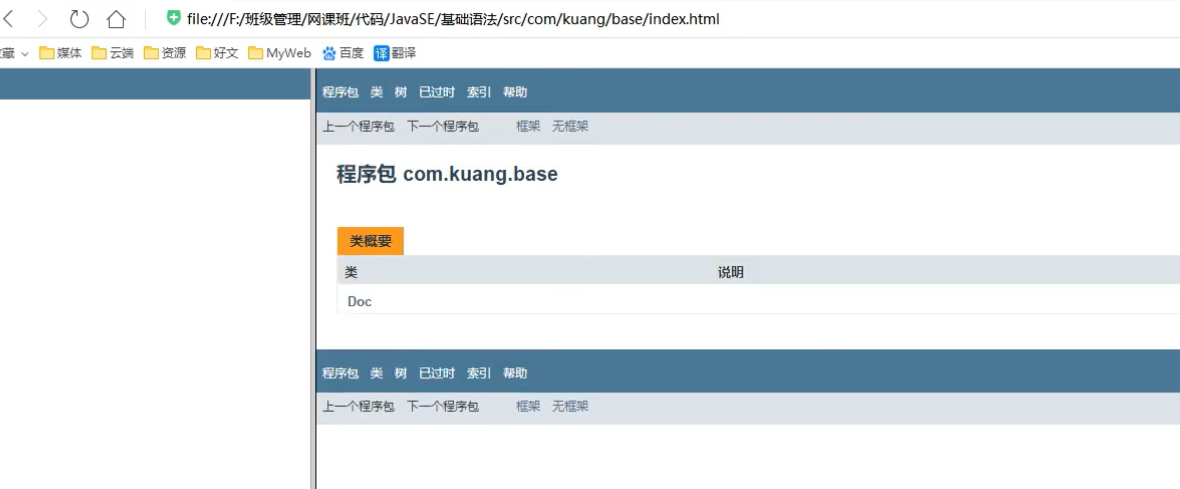 file:///F:/班级管理/网课班/代码/JavaSE/基础语法/src/com/kuang/base/index.html
藏 媒体 云端 资源 好文 MyWeb 百度 译 翻译
程序包 类 树 已过时 索引 帮助
上一个程序包 下一个程序包 框架 无框架
程序包 com.kuang.base
类概要
类 说明
Doc
程序包 类 树 已过时 索引 帮助
上一个程序包 下一个程序包 框架 无框架